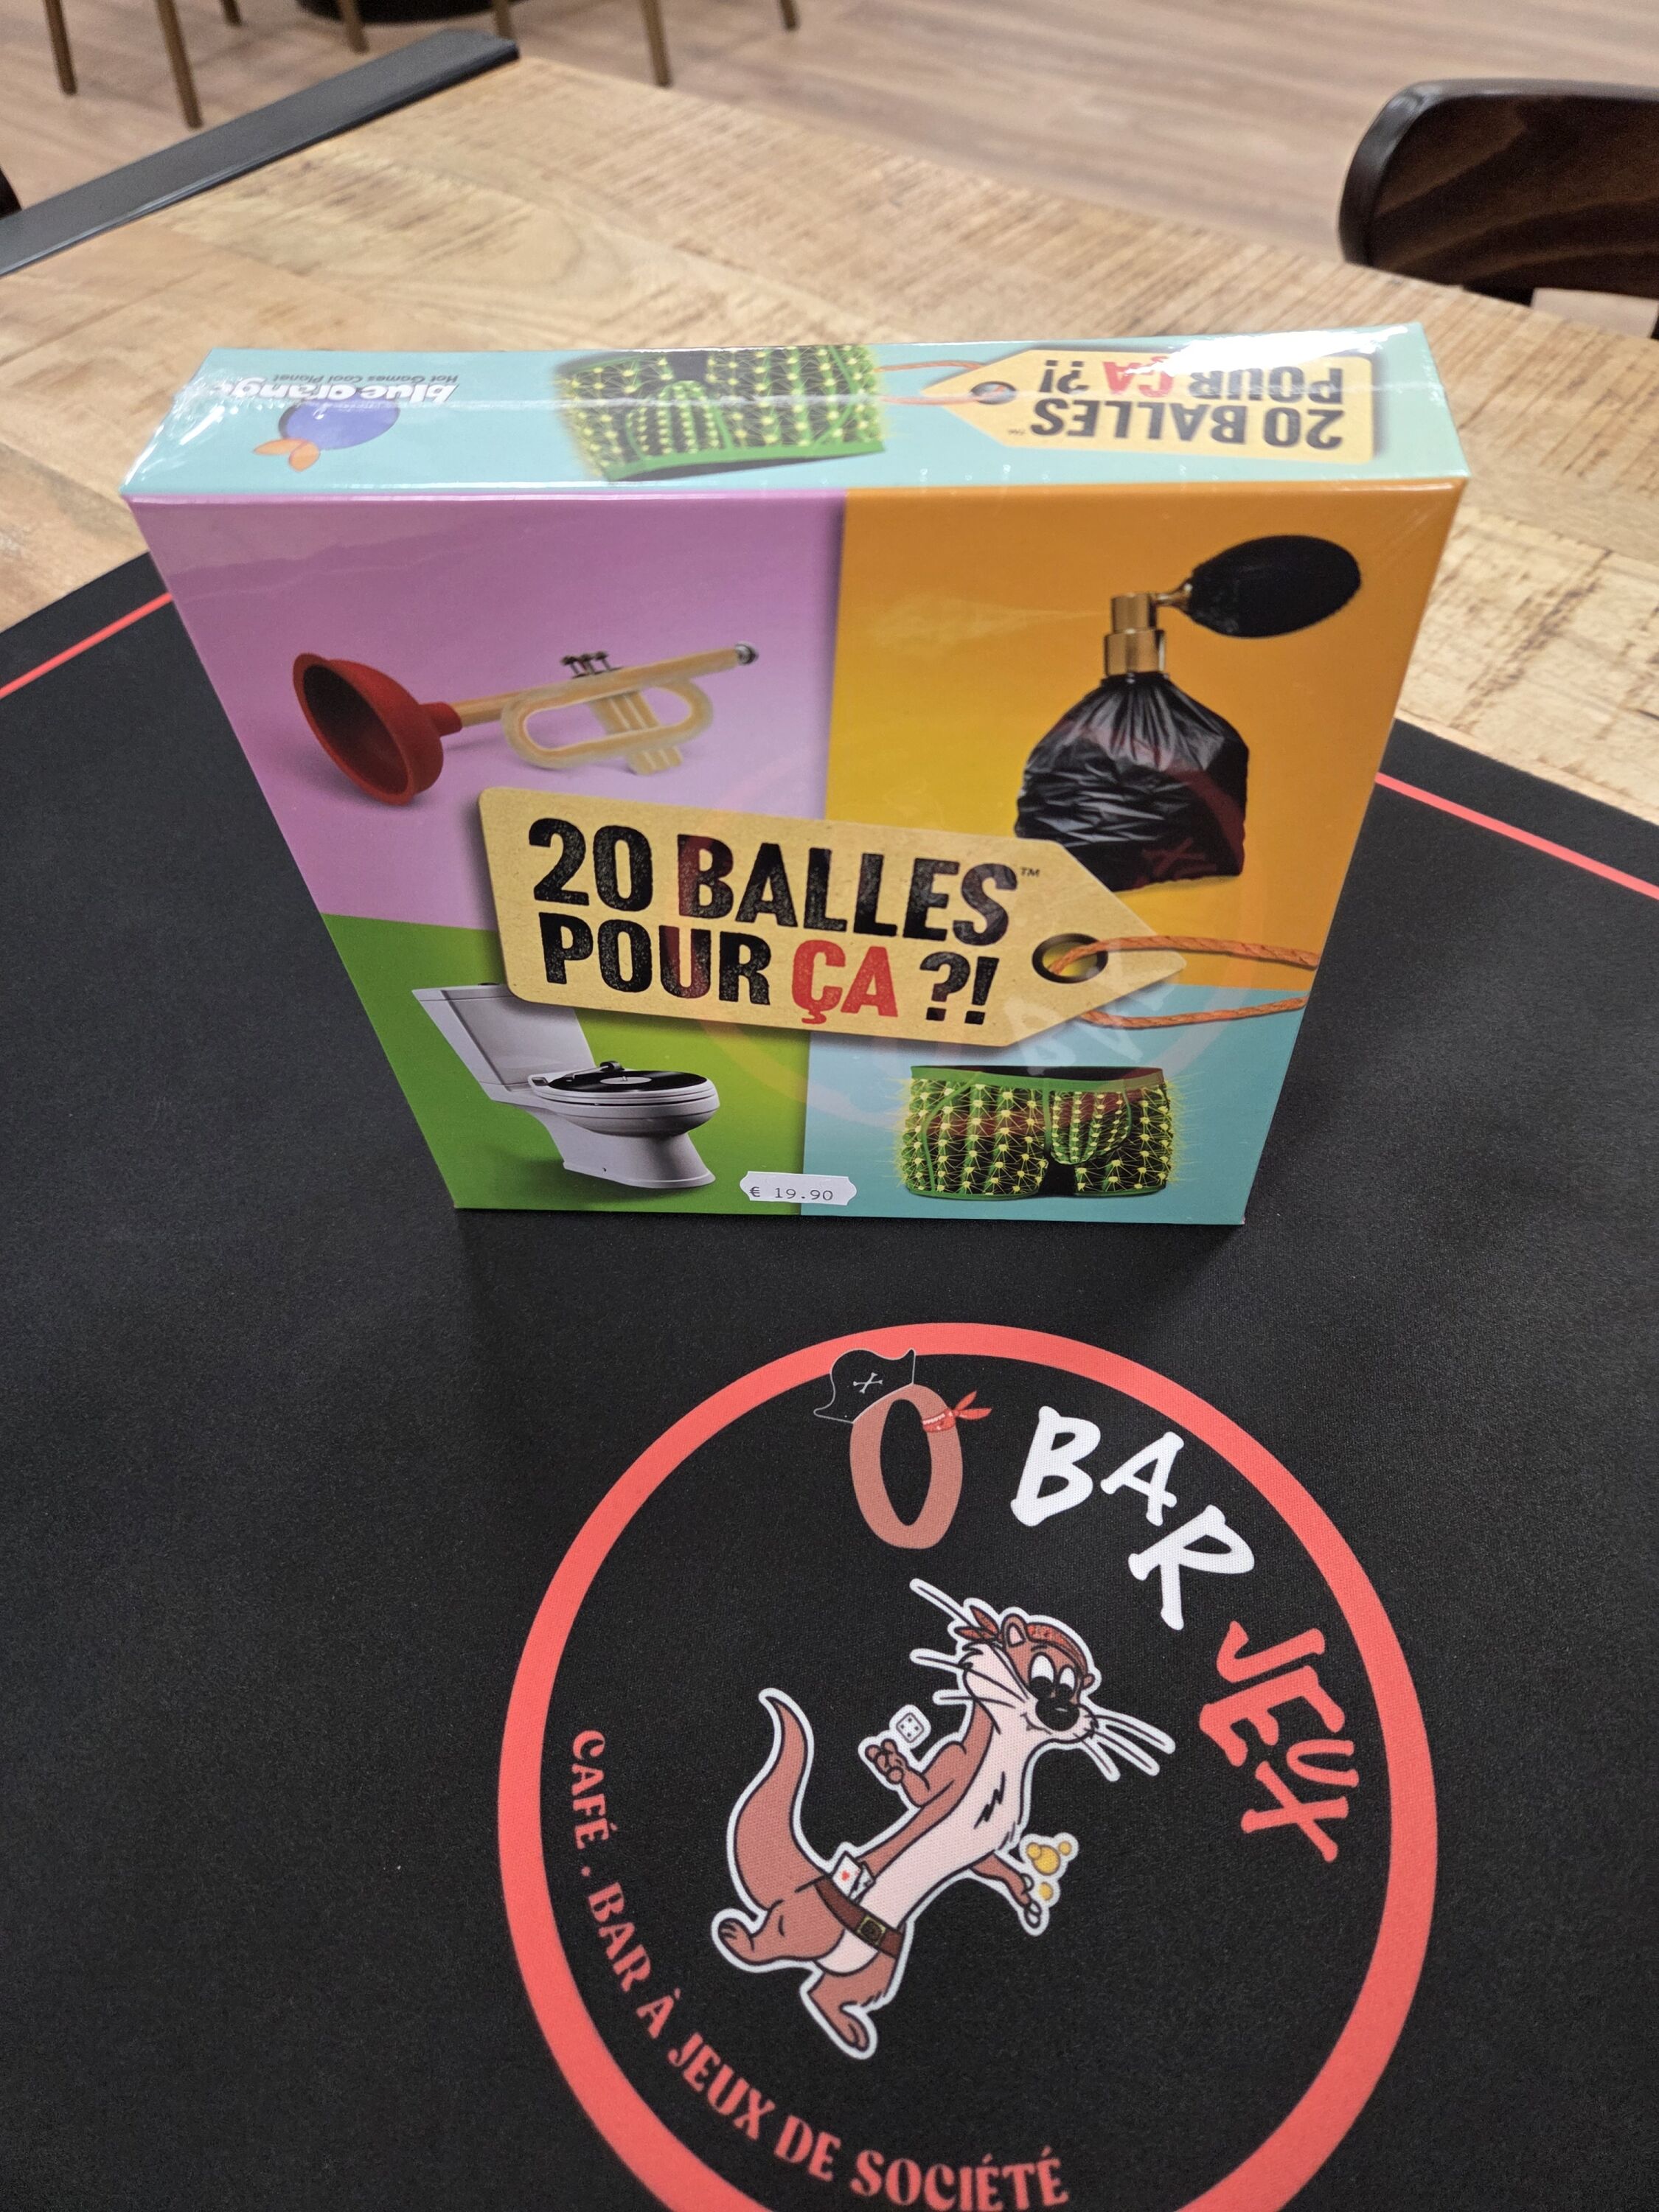 20 BALLES™
POUR ÇA ?!
blue orange
Hot Games Cool Planet
20 BALLES™
POUR ÇA ?!
€ 19.90
Ô BAR JEUX
CAFÉ . BAR À JEUX DE SOCIÉTÉ